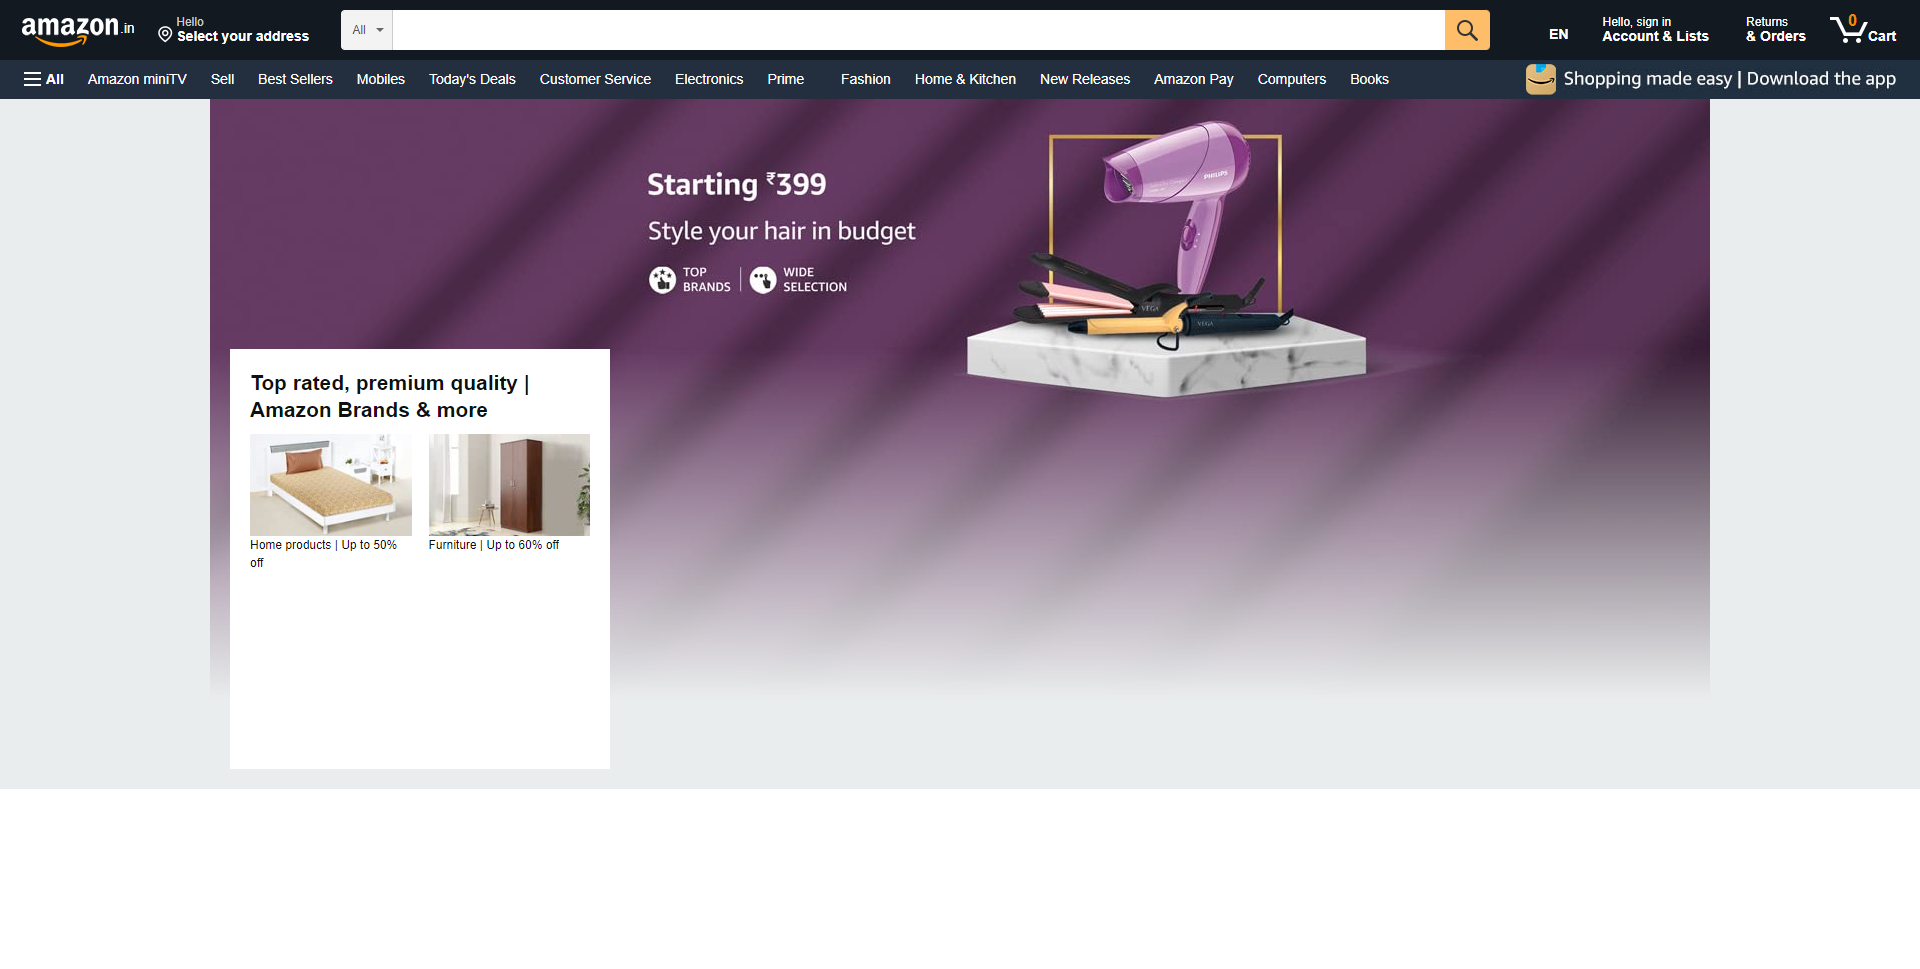 amazon.in
Hello
Select your address
All
EN
Hello, sign in
Account & Lists
Returns
& Orders
0
Cart
All
Amazon miniTV
Sell
Best Sellers
Mobiles
Today's Deals
Customer Service
Electronics
Prime
Fashion
Home & Kitchen
New Releases
Amazon Pay
Computers
Books
Shopping made easy | Download the app
Starting ₹399
Style your hair in budget
TOP
BRANDS
WIDE
SELECTION
PHILIPS
VEGA
VEGA
Top rated, premium quality |
Amazon Brands & more
Home products | Up to 50%
off
Furniture | Up to 60% off